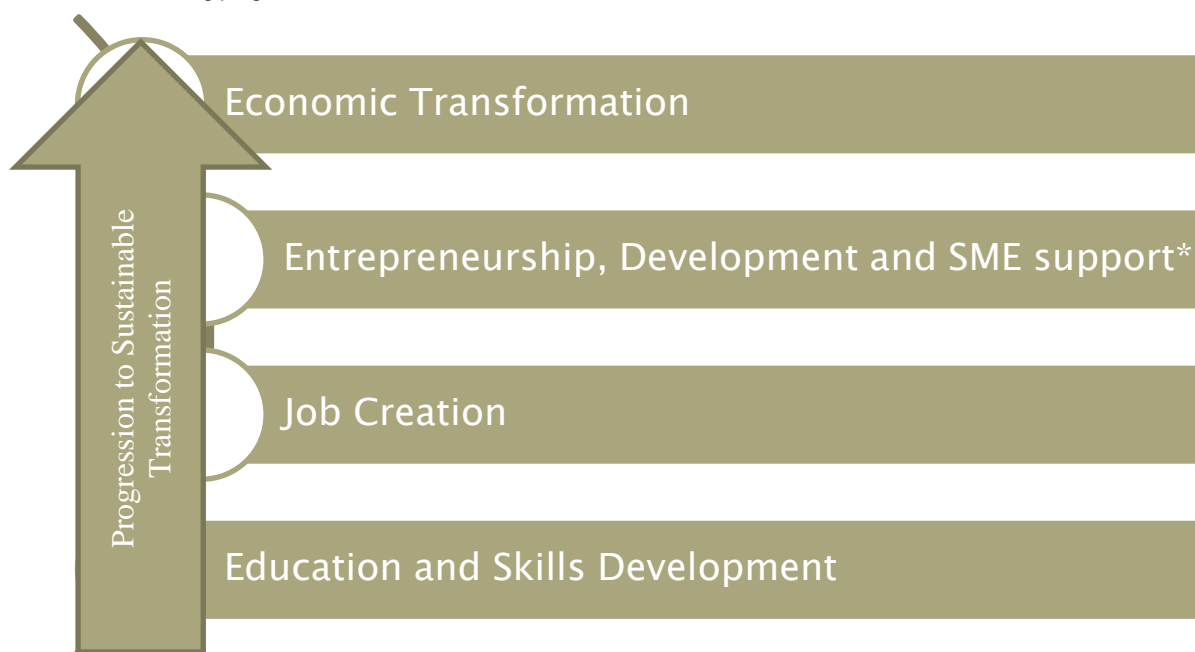 Economic Transformation
Entrepreneurship, Development and SME support*
Job Creation
Education and Skills Development
Progression to Sustainable
Transformation